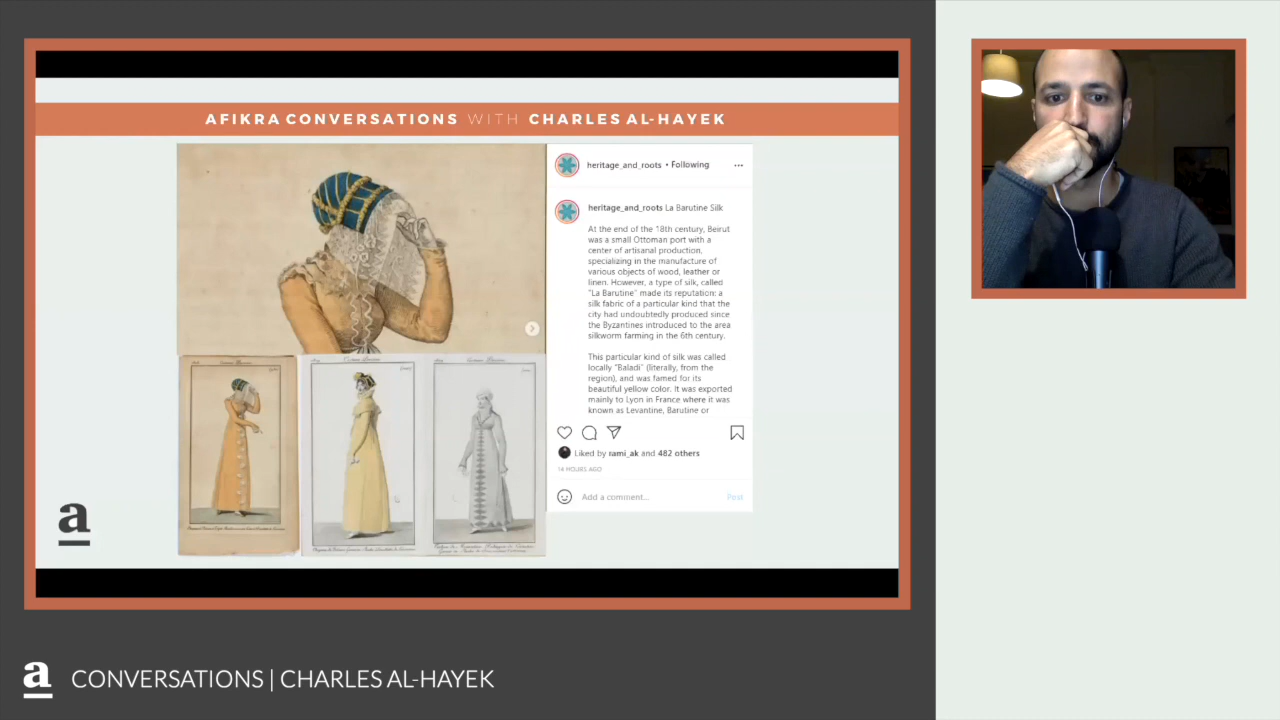 AFIKRA CONVERSATIONS WITH CHARLES AL-HAYEK
heritage_and_roots • Following
heritage_and_roots La Barutine Silk
At the end of the 18th century, Beirut
was a small Ottoman port with a
center of artisanal production,
specializing in the manufacture of
various objects of wood, leather or
linen. However, a type of silk, called
"La Barutine" made its reputation: a
silk fabric of a particular kind that the
city had undoubtedly produced since
the Byzantines introduced to the area
silkworm farming in the 6th century.
This particular kind of silk was called
locally "Baladi" (literally, from the
region), and was famed for its
beautiful yellow color. It was exported
mainly to Lyon in France where it was
known as Levantine, Barutine or
Liked by rami_ak and 482 others
14 HOURS AGO
Add a comment... Post
a
a CONVERSATIONS | CHARLES AL-HAYEK